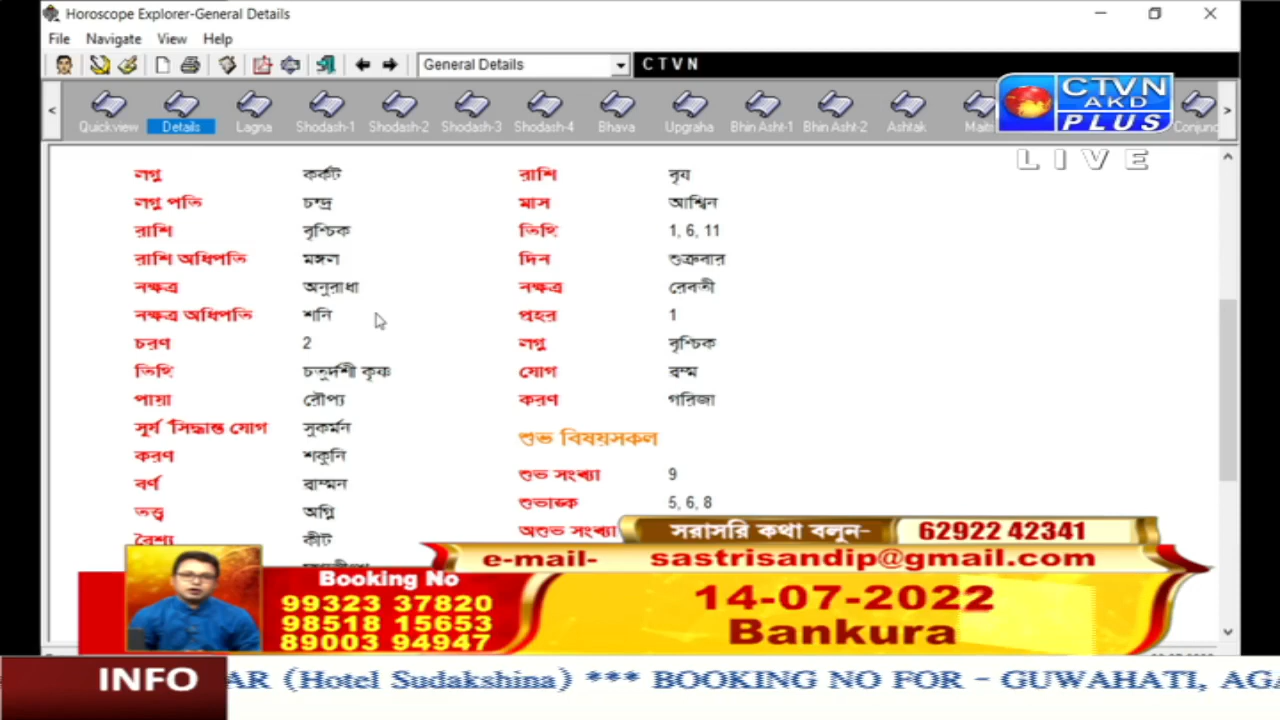 Horoscope Explorer-General Details
File Navigate View Help
General Details
CTVN
Quick view Details Lagna Shodash-1 Shodash-2 Shodash-3 Shodash-4 Bhava Upgraha Bhin Asht-1 Bhin Asht-2 Ashtak
CTVN
AKD
PLUS
LIVE
লগ্ন কর্কট রাশি বৃষ
লগ্ন পতি চন্দ্র মাস আশ্বিন
রাশি বৃশ্চিক তিথি 1, 6, 11
রাশি অধিপতি মঙ্গল দিন শুক্রবার
নক্ষত্র অনুরাধা নক্ষত্র রেবতী
নক্ষত্র অধিপতি শনি প্রহর 1
চরণ 2 লগ্ন বৃশ্চিক
তিথি চতুর্দশী কৃষ্ণ যোগ
পায়া রৌপ্য করণ গরিজা
সূর্য সিদ্ধান্ত যোগ সুকর্মন
শুভ বিষয়সকল
করণ শকুনি
শুভ সংখ্যা 9
বর্ণ
তত্ত্ব অগ্নি
শুভাঙ্ক 5, 6, 8
বৈশ্য কীট
অশুভ সংখ্যা
সরাসরি কথা বলুন- 62922 42341
e-mail- sastrisandip@gmail.com
Booking No
99323 37820
98518 15653
89003 94947
14-07-2022
Bankura
INFO AR (Hotel Sudakshina) *** BOOKING NO FOR - GUWAHATI, AGA